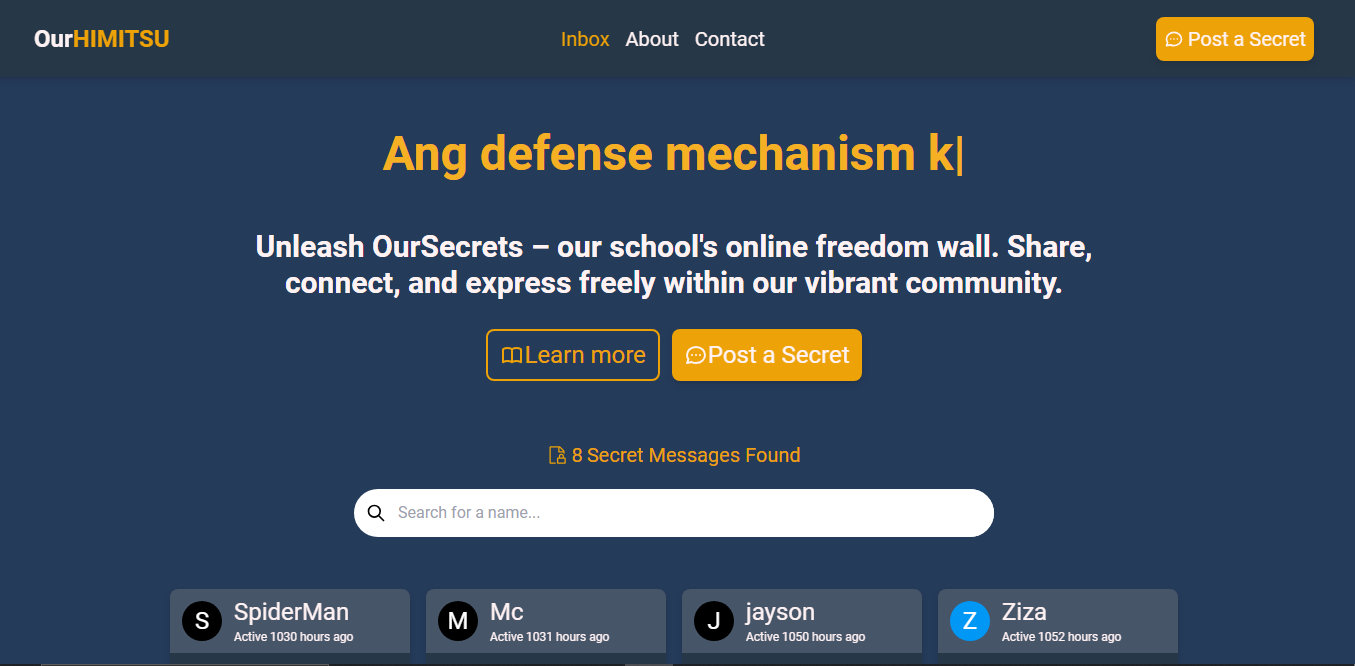 OurHIMITSU
Inbox About Contact
Post a Secret
Ang defense mechanism k|
Unleash OurSecrets – our school's online freedom wall. Share,
connect, and express freely within our vibrant community.
Learn more
Post a Secret
8 Secret Messages Found
Search for a name...
S
SpiderMan
Active 1030 hours ago
M
Mc
Active 1031 hours ago
J
jayson
Active 1050 hours ago
Z
Ziza
Active 1052 hours ago